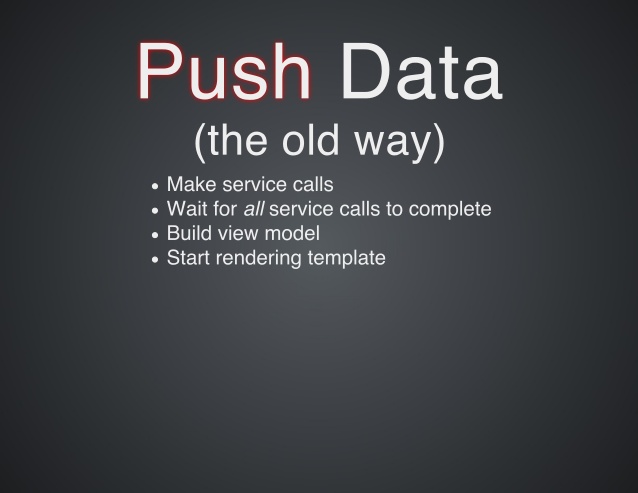 Push Data
(the old way)
• Make service calls
• Wait for all service calls to complete
• Build view model
• Start rendering template